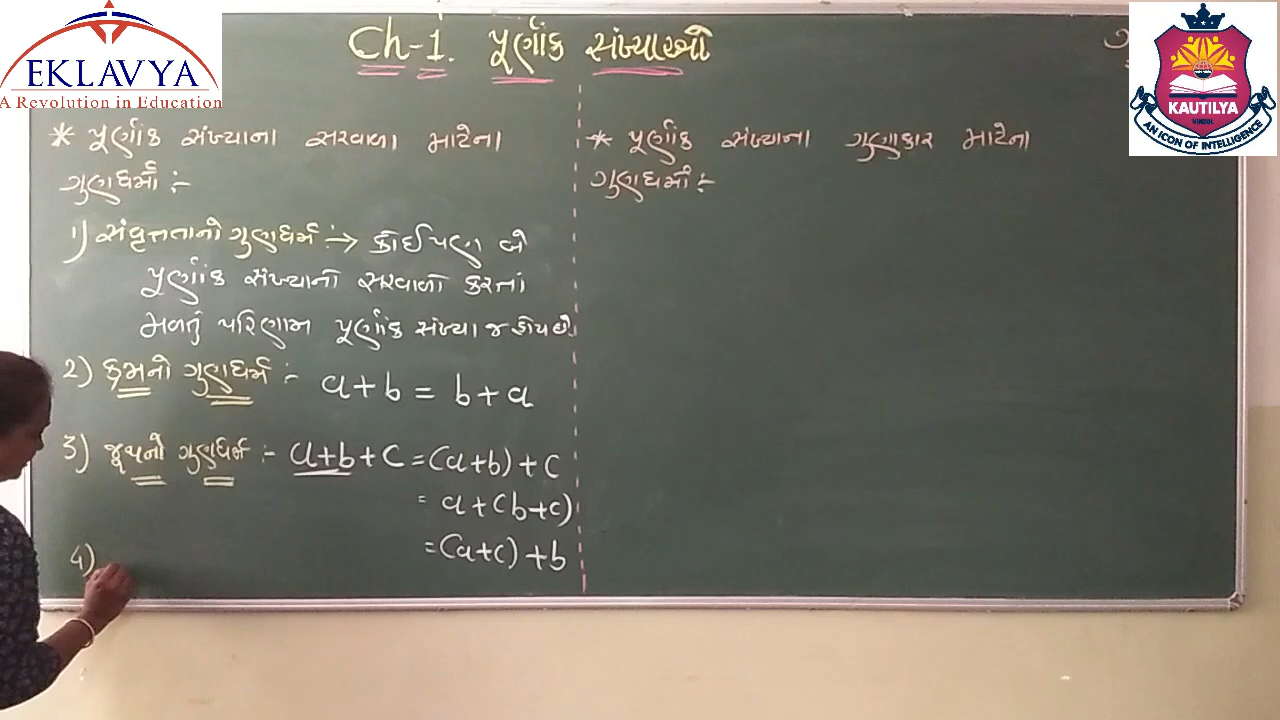 EKLAVYA
A Revolution in Education
Ch-1. પૂર્ણાંક સંખ્યાઓ
KAUTILYA
VINZOL
AN ICON OF INTELLIGENCE
* પૂર્ણાંક સંખ્યાના સરવાળા માટેના
ગુણધર્મો :-
1) સંવૃત્તતાનો ગુણધર્મ :-> કોઈપણ બે
પૂર્ણાંક સંખ્યાનો સરવાળો કરતાં
મળતું પરિણામ પૂર્ણાંક સંખ્યા જ હોય છે.
2) ક્રમનો ગુણધર્મ :- a+b = b+a
3) જૂથનો ગુણધર્મ :- a+b+c = (a+b)+c
= a+(b+c)
= (a+c)+b
4)
* પૂર્ણાંક સંખ્યાના ગુણાકાર માટેના
ગુણધર્મો :-